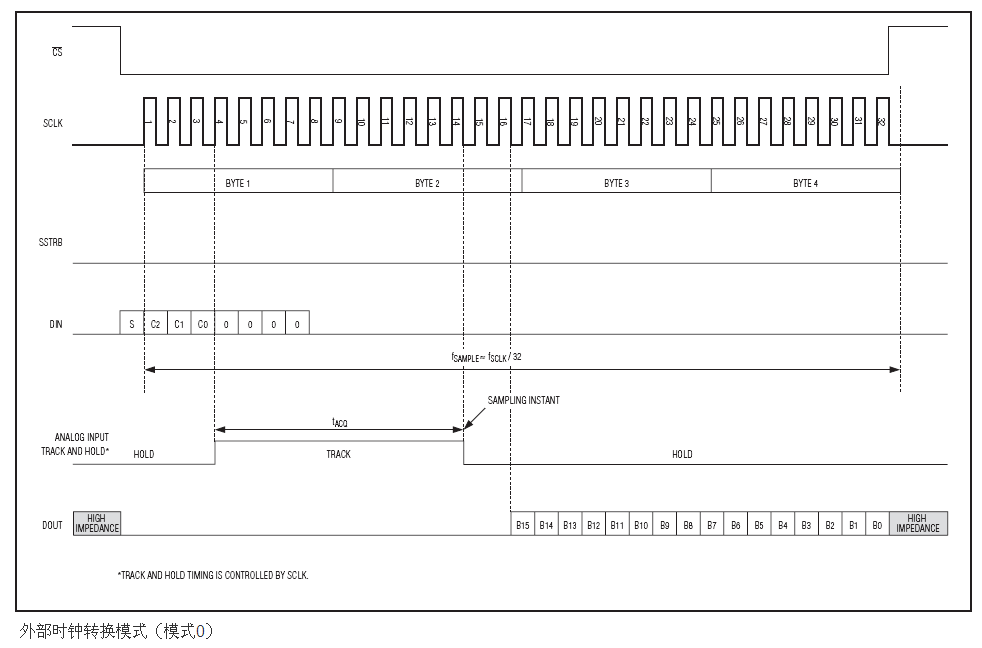 CS
SCLK
1 2 3 4 5 6 7 8 9 10 11 12 13 14 15 16 17 18 19 20 21 22 23 24 25 26 27 28 29 30 31 32
BYTE 1 BYTE 2 BYTE 3 BYTE 4
SSTRB
DIN
S C2 C1 C0 0 0 0 0
fSAMPLE ≈ fSCLK / 32
SAMPLING INSTANT
tACQ
ANALOG INPUT
TRACK AND HOLD*
HOLD TRACK HOLD
DOUT
HIGH
IMPEDANCE
B15 B14 B13 B12 B11 B10 B9 B8 B7 B6 B5 B4 B3 B2 B1 B0
HIGH
IMPEDANCE
*TRACK AND HOLD TIMING IS CONTROLLED BY SCLK.
外部时钟转换模式（模式0）